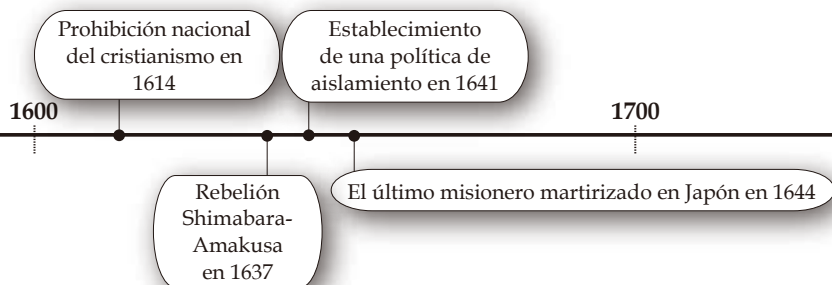 Prohibición nacional
del cristianismo en
1614
Establecimiento
de una política de
aislamiento en 1641
1600
1700
Rebelión
Shimabara-
Amakusa
en 1637
El último misionero martirizado en Japón en 1644